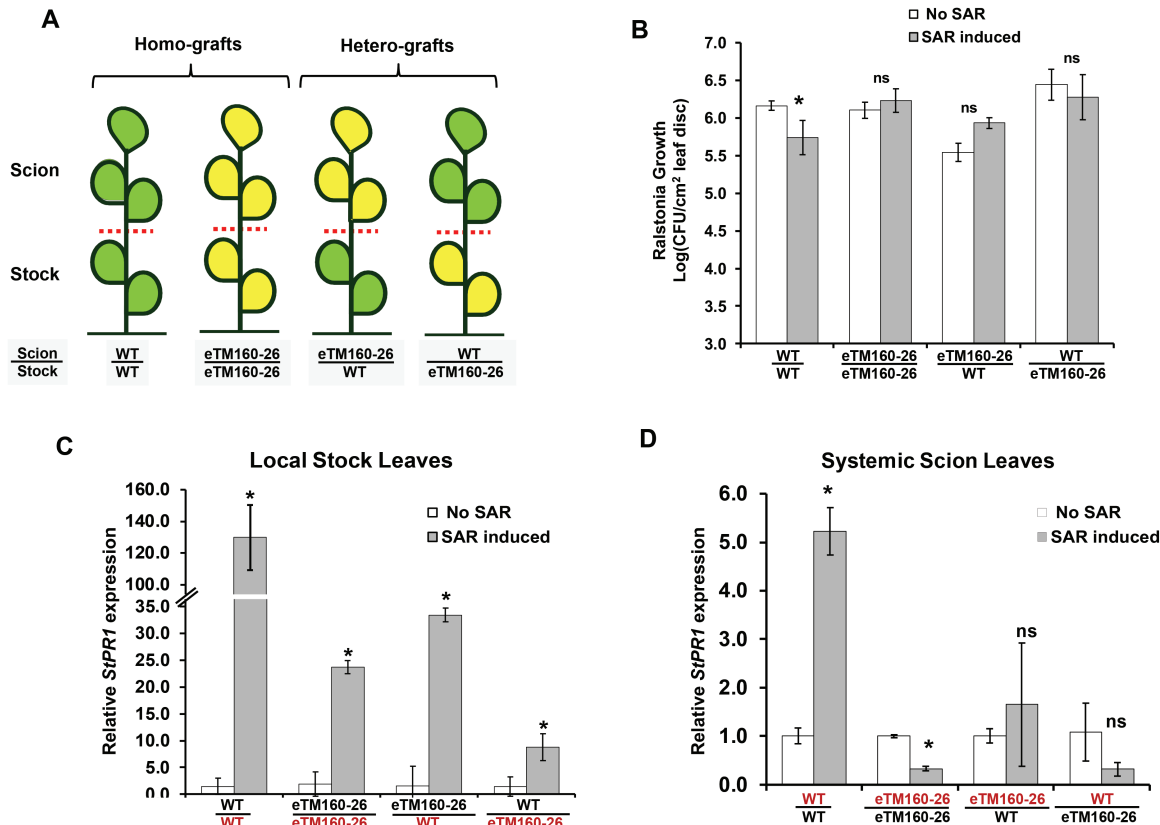 A
Homo-grafts
Hetero-grafts
Scion
Stock
Scion
Stock
WT
WT
eTM160-26
eTM160-26
eTM160-26
WT
WT
eTM160-26
B
No SAR
SAR induced
Ralstonia Growth
Log(CFU/cm² leaf disc)
7.0
6.5
6.0
5.5
5.0
4.5
4.0
3.5
3.0
*
ns
ns
ns
WT
WT
eTM160-26
eTM160-26
eTM160-26
WT
WT
eTM160-26
C
Local Stock Leaves
No SAR
SAR induced
Relative StPR1 expression
160.0
150.0
140.0
130.0
120.0
110.0
100.0
35.0
30.0
25.0
20.0
15.0
10.0
5.0
0.0
*
*
*
*
WT
WT
eTM160-26
eTM160-26
eTM160-26
WT
WT
eTM160-26
D
Systemic Scion Leaves
No SAR
SAR induced
Relative StPR1 expression
6.0
5.0
4.0
3.0
2.0
1.0
0.0
*
*
ns
ns
WT
WT
eTM160-26
eTM160-26
eTM160-26
WT
WT
eTM160-26